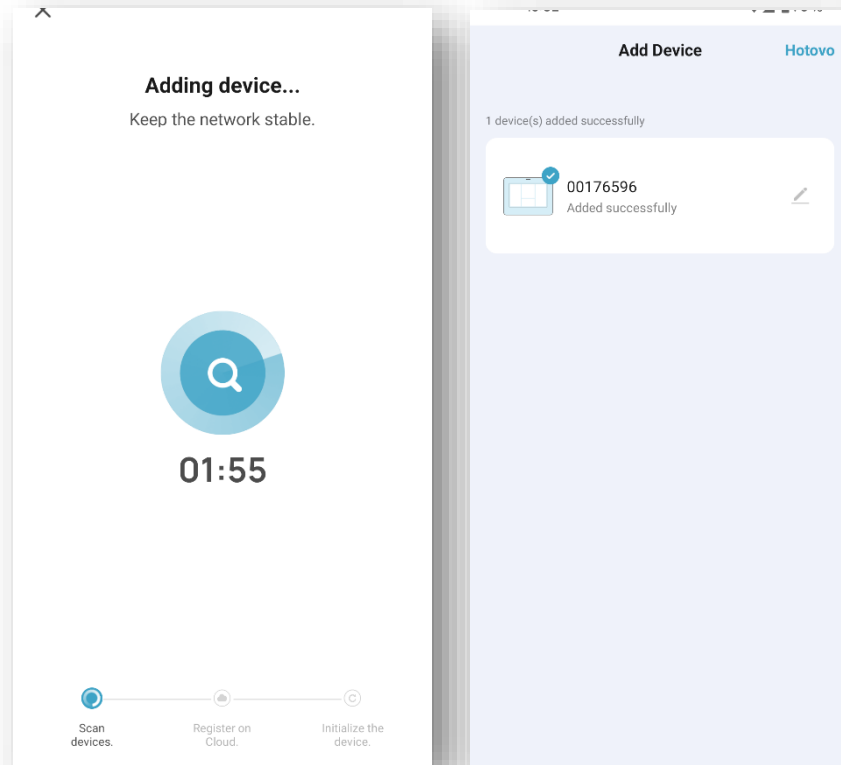 Adding device...
Keep the network stable.
01:55
Scan
devices.
Register on
Cloud.
Initialize the
device.
Add Device
Hotovo
1 device(s) added successfully
00176596
Added successfully